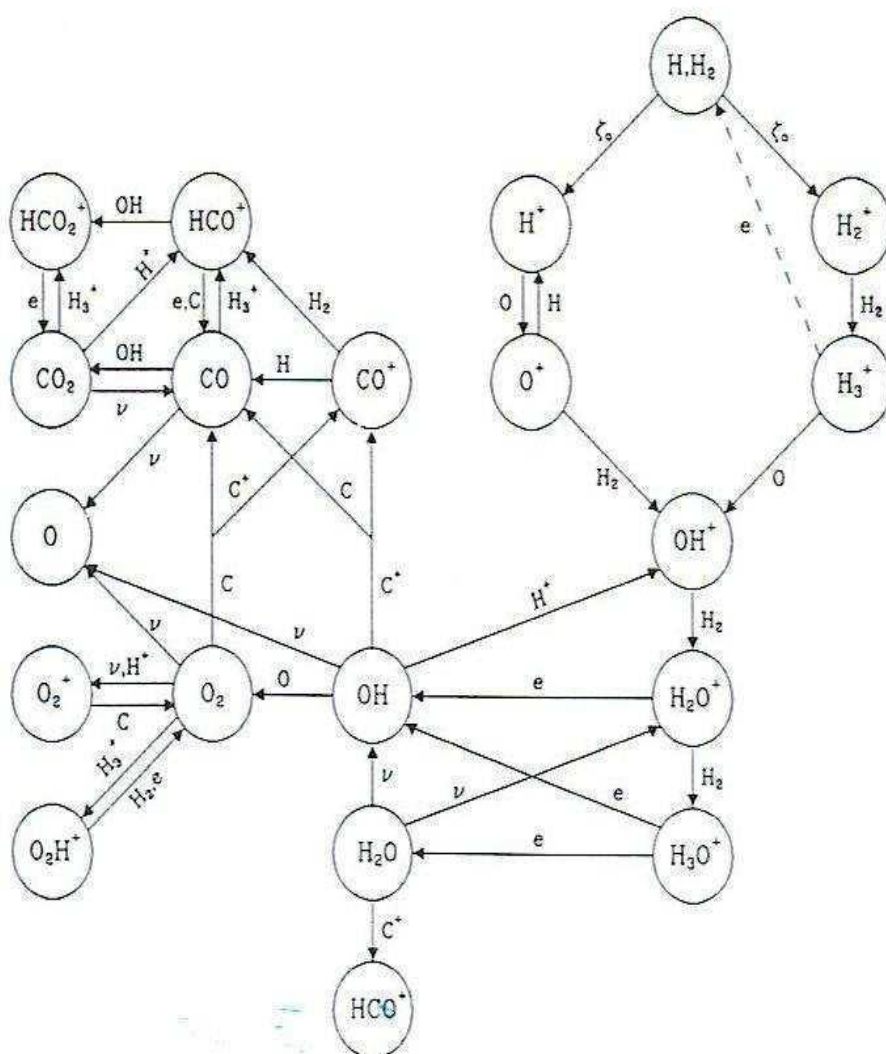 H,H₂
ζ₀ ζ₀
HCO₂⁺ OH HCO⁺ H⁺ H₂⁺
e
e H₃⁺ H⁺ e,C H₃⁺ H₂ O H H₂
CO₂ OH CO H CO⁺ O⁺ H₃⁺
ν
ν C⁺ C H₂ O
O OH⁺
C C⁺ H⁺ H₂
ν ν
O₂⁺ ν,H⁺ O₂ O OH e H₂O⁺
C
H₃⁺ H₂,e ν ν e H₂
O₂H⁺ H₂O e H₃O⁺
C⁺
HCO⁺